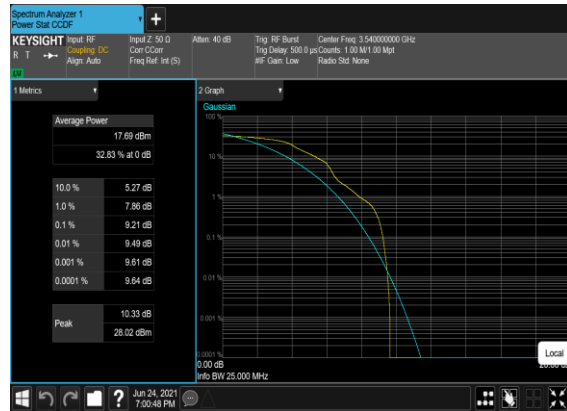 Spectrum Analyzer 1
Power Stat CCDF
KEYSIGHT Input: RF Input Z: 50 Ω Atten: 40 dB Trig: RF Burst Center Freq: 3.540000000 GHz
R T Coupling: DC Corr CCorr Trig Delay: 500.0 µs Counts: 1.00 M/1.00 Mpt
Align: Auto Freq Ref: Int (S) #IF Gain: Low Radio Std: None
1 Metrics
2 Graph
Average Power
17.69 dBm
32.83 % at 0 dB
10.0 % 5.27 dB
1.0 % 7.86 dB
0.1 % 9.21 dB
0.01 % 9.49 dB
0.001 % 9.61 dB
0.0001 % 9.64 dB
Peak 10.33 dB
28.02 dBm
Gaussian
100 %
10 %
1 %
0.1 %
0.01 %
0.001 %
0.0001 %
0.00 dB
Info BW 25.000 MHz
Local
?
Jun 24, 2021
7:00:48 PM